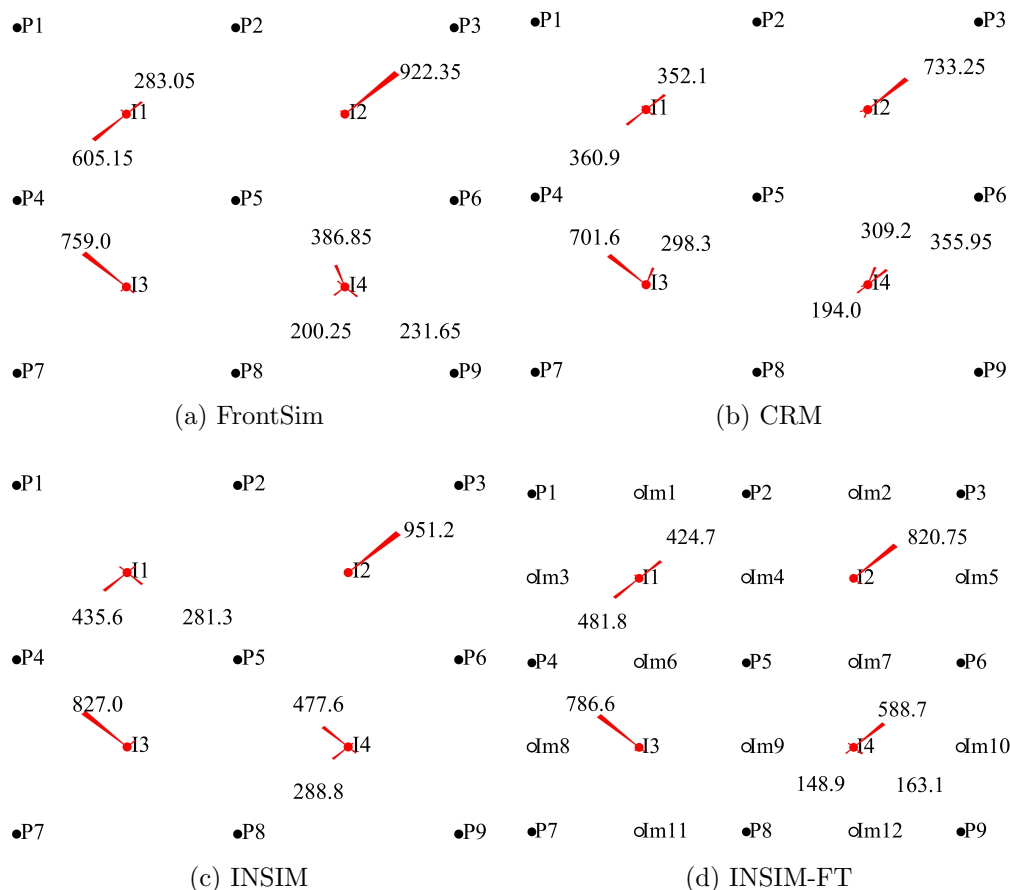 P1 P2 P3
283.05 922.35
I1 I2
605.15
P4 P5 P6
759.0 386.85
I3 I4
200.25 231.65
P7 P8 P9
(a) FrontSim
P1 P2 P3
352.1 733.25
I1 I2
360.9
P4 P5 P6
701.6 298.3 309.2 355.95
I3 I4
194.0
P7 P8 P9
(b) CRM
P1 P2 P3
951.2
I1 I2
435.6 281.3
P4 P5 P6
827.0 477.6
I3 I4
288.8
P7 P8 P9
(c) INSIM
P1 Im1 P2 Im2 P3
424.7 820.75
Im3 I1 Im4 I2 Im5
481.8
P4 Im6 P5 Im7 P6
786.6 588.7
Im8 I3 Im9 I4 Im10
148.9 163.1
P7 Im11 P8 Im12 P9
(d) INSIM-FT